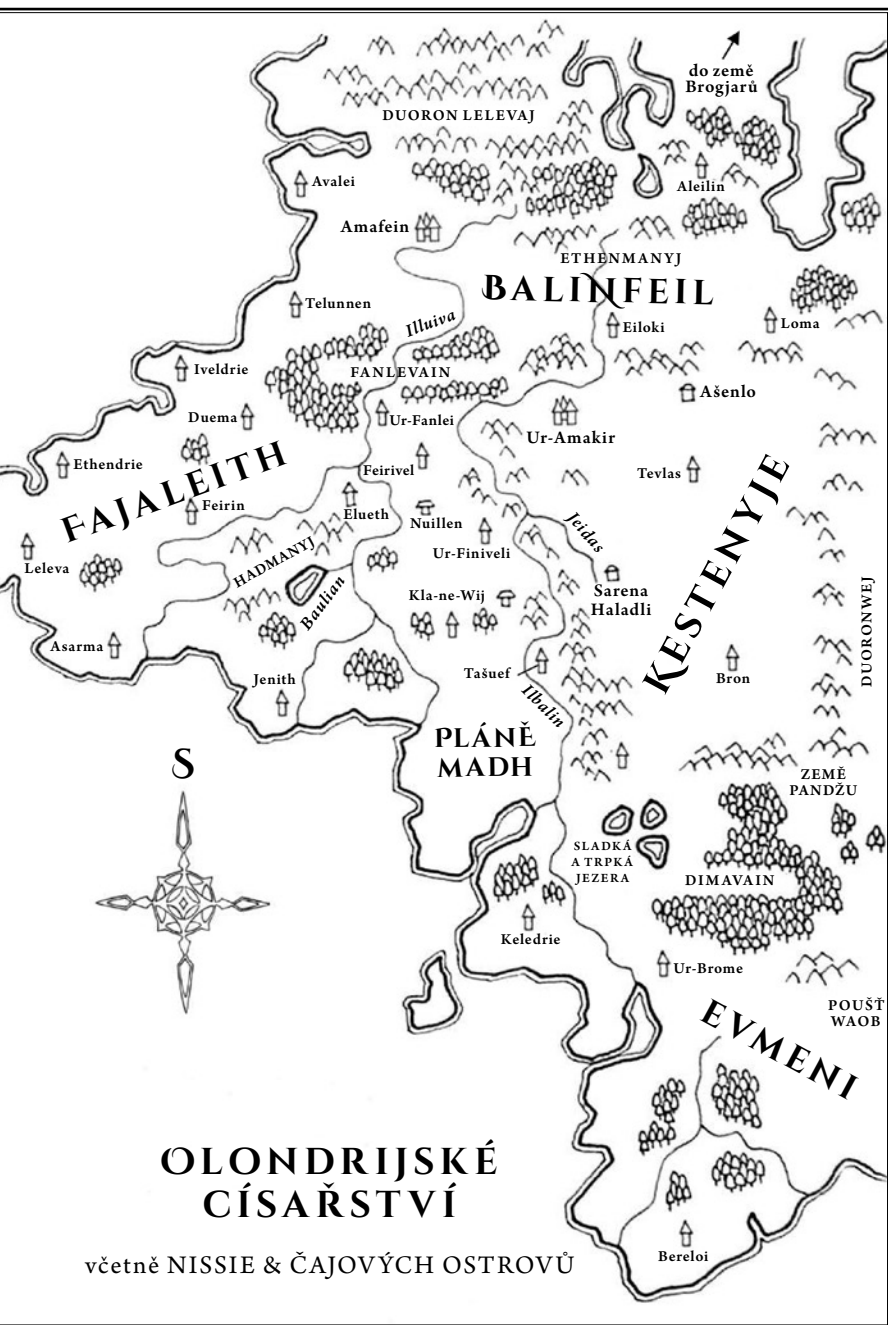 do země
Brogjarů
DUORON LELEVAJ
Avalei
Aleilin
Amafein
ETHENMANYJ
BALINFEIL
Telunnen
Illuiva
Eiloki
Loma
Iveldrie
FANLEVAIN
Ašenlo
Duema
Ur-Fanlei
Ur-Amakir
Ethendrie
FAJALEITH
Feirivel
Tevlas
KESTENYJE
Feirin
Elueth
Nuillen
Jeidas
Ur-Finiveli
Leleva
HADMANYJ
Baulian
Kla-ne-Wij
Sarena
Haladli
DUORONWEJ
Asarma
Jenith
Tašuef
Bron
Ilbalin
PLÁNĚ
MADH
S
ZEMĚ
PANDŽU
SLADKÁ
A TRPKÁ
JEZERA
DIMAVAIN
Keledrie
Ur-Brome
POUŠŤ
WAOB
EVMENI
OLONDRIJSKÉ
CÍSAŘSTVÍ
včetně NISSIE & ČAJOVÝCH OSTROVŮ
Bereloi